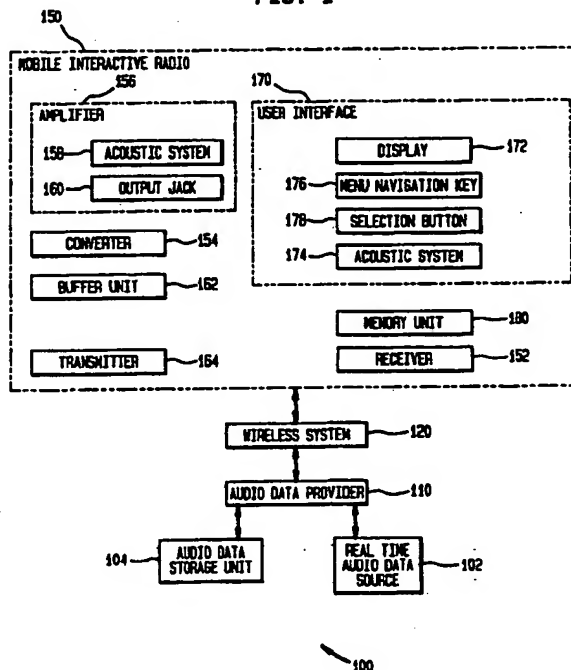 150
MOBILE INTERACTIVE RADIO
156
170
AMPLIFIER
158
ACOUSTIC SYSTEM
160
OUTPUT JACK
CONVERTER
154
BUFFER UNIT
162
TRANSMITTER
164
USER INTERFACE
DISPLAY
172
176
MENU NAVIGATION KEY
178
SELECTION BUTTON
174
ACOUSTIC SYSTEM
MEMORY UNIT
180
RECEIVER
152
WIRELESS SYSTEM
120
AUDIO DATA PROVIDER
110
104
AUDIO DATA
STORAGE UNIT
REAL TIME
AUDIO DATA
SOURCE
102
100